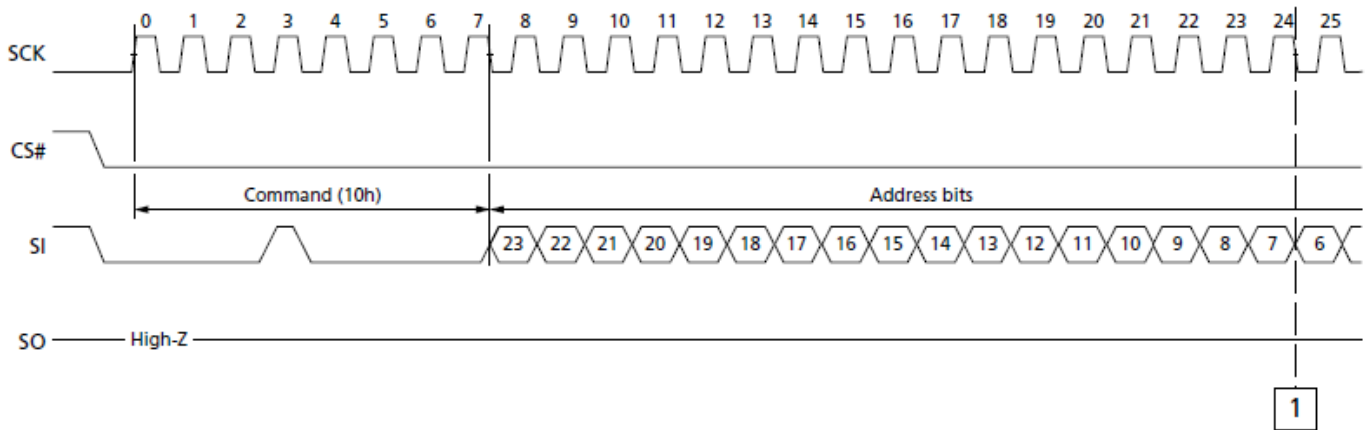 0 1 2 3 4 5 6 7 8 9 10 11 12 13 14 15 16 17 18 19 20 21 22 23 24 25
SCK
CS#
Command (10h) Address bits
SI 23 22 21 20 19 18 17 16 15 14 13 12 11 10 9 8 7 6
SO High-Z
1